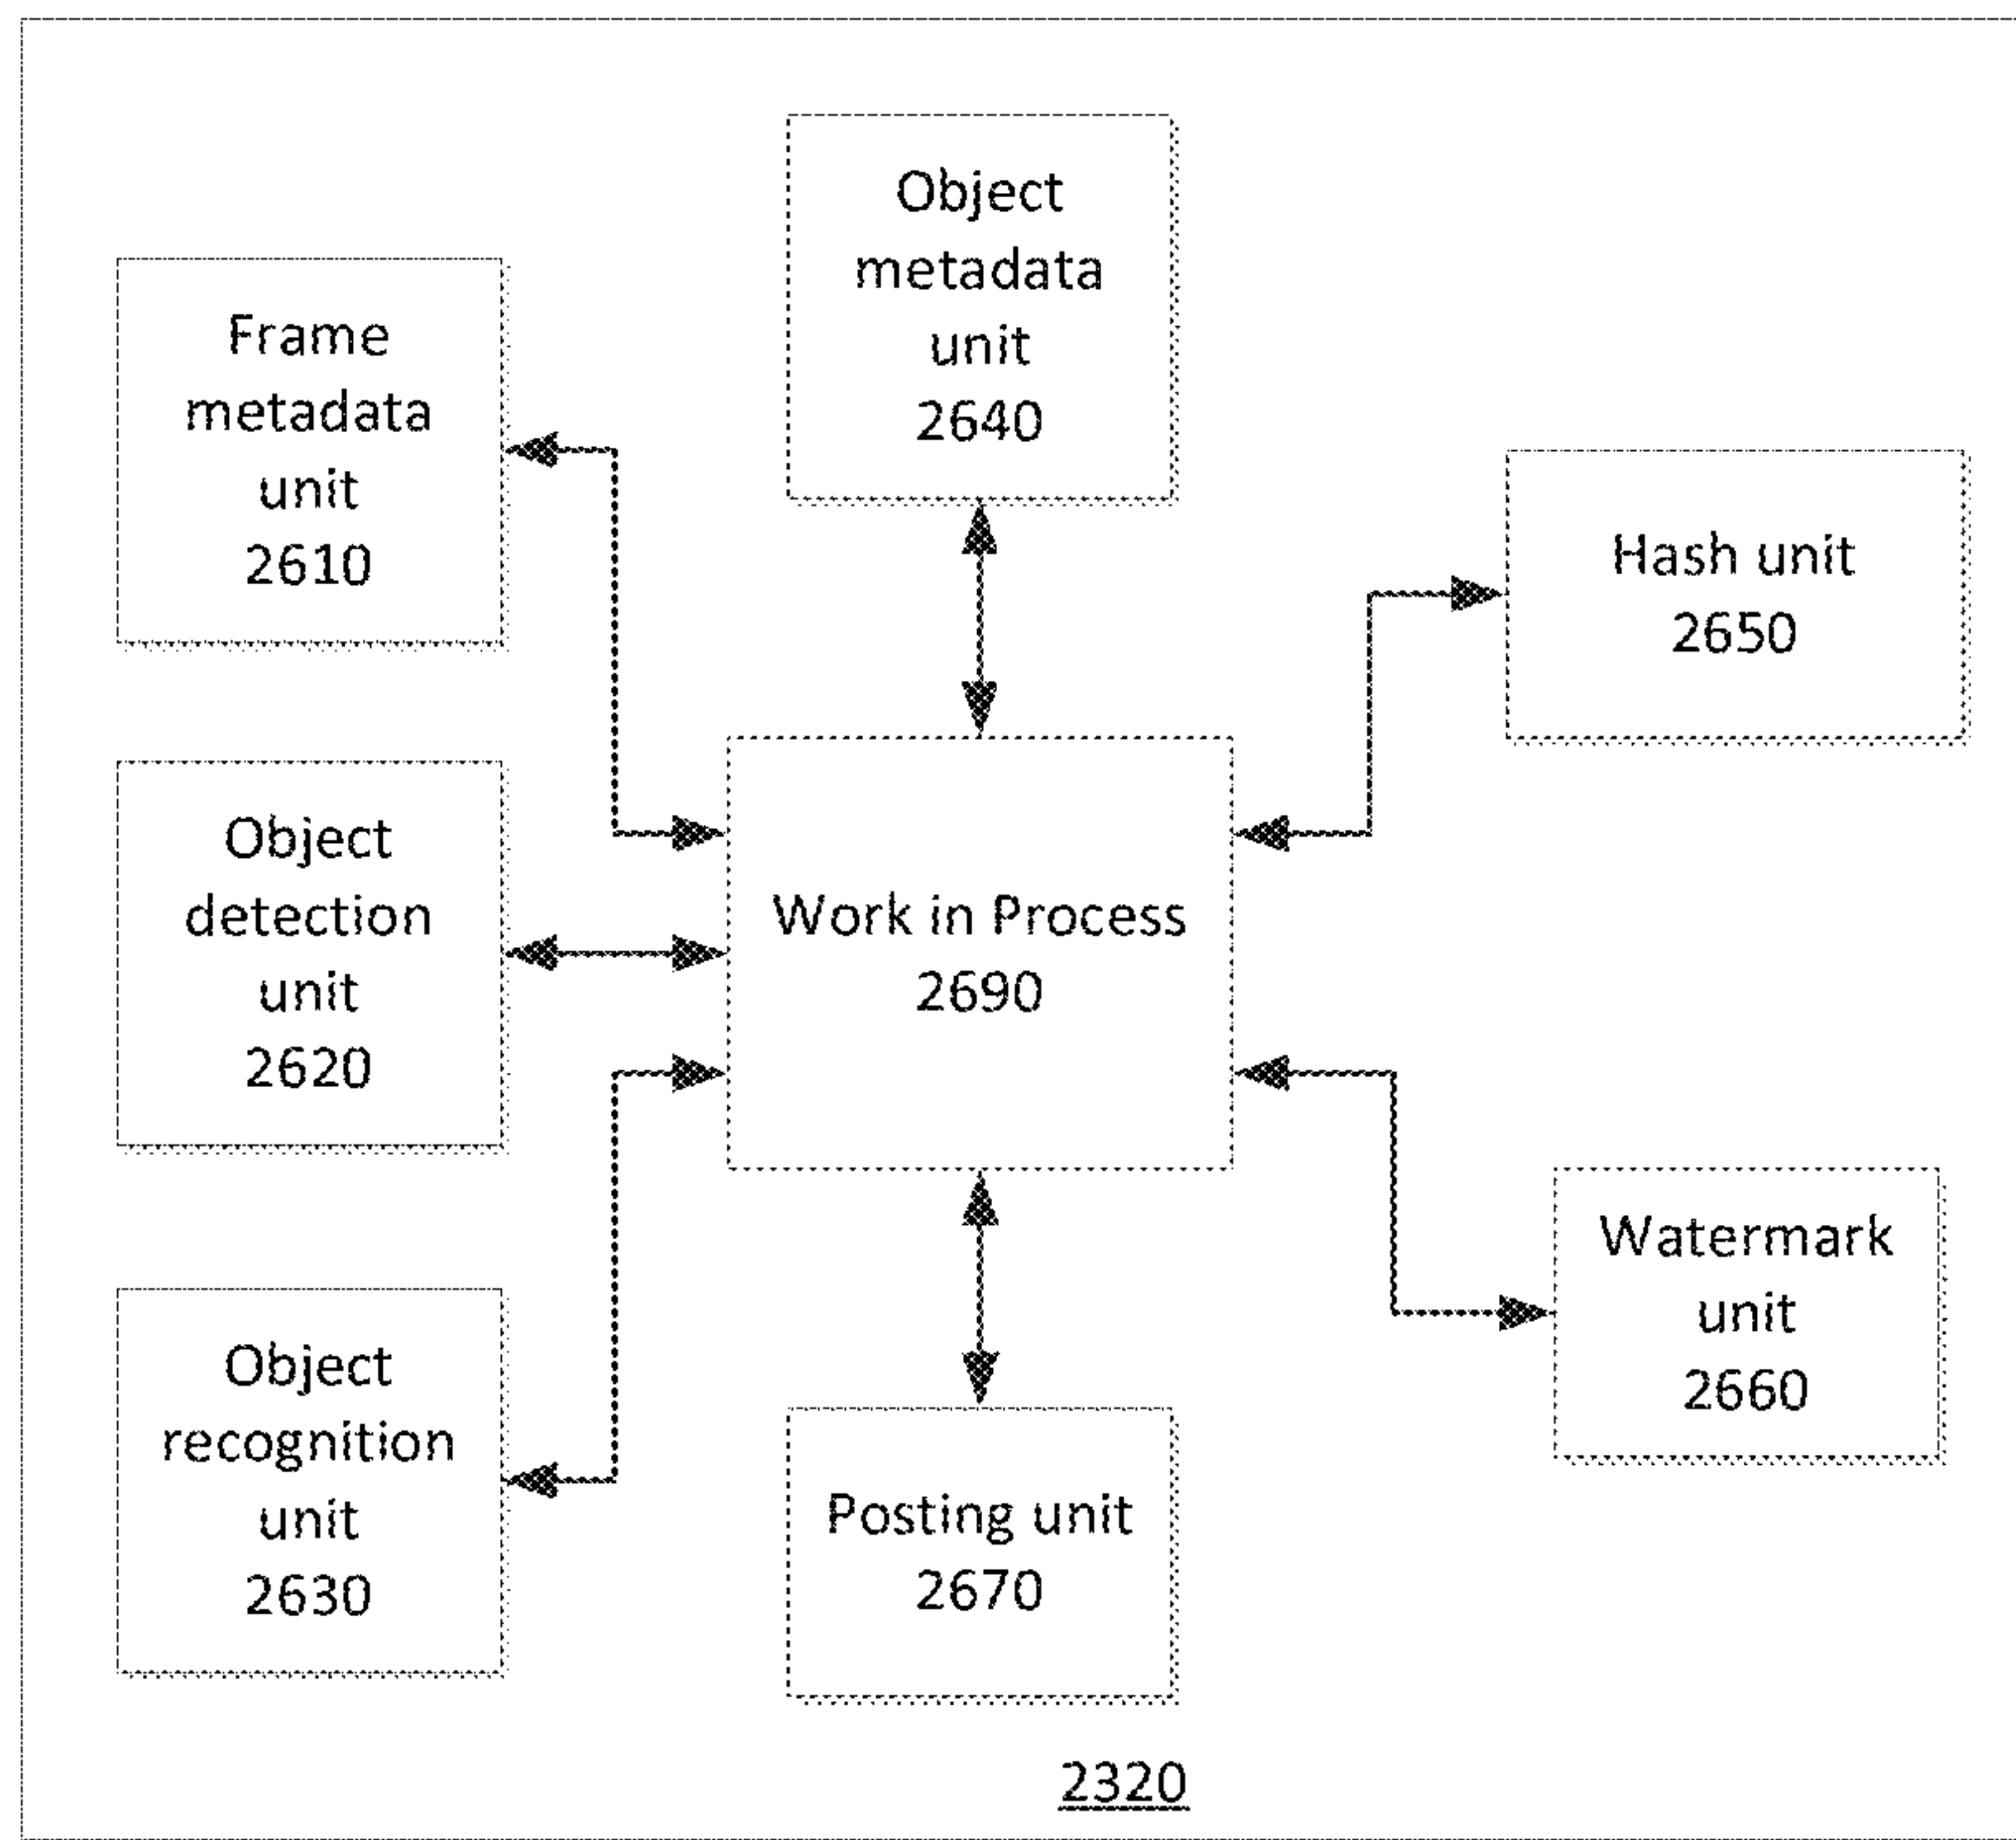 Object
metadata
unit
2640
Frame
metadata
unit
2610
Hash unit
2650
Object
detection
unit
2620
Work in Process
2690
Watermark
unit
2660
Object
recognition
unit
2630
Posting unit
2670
2320